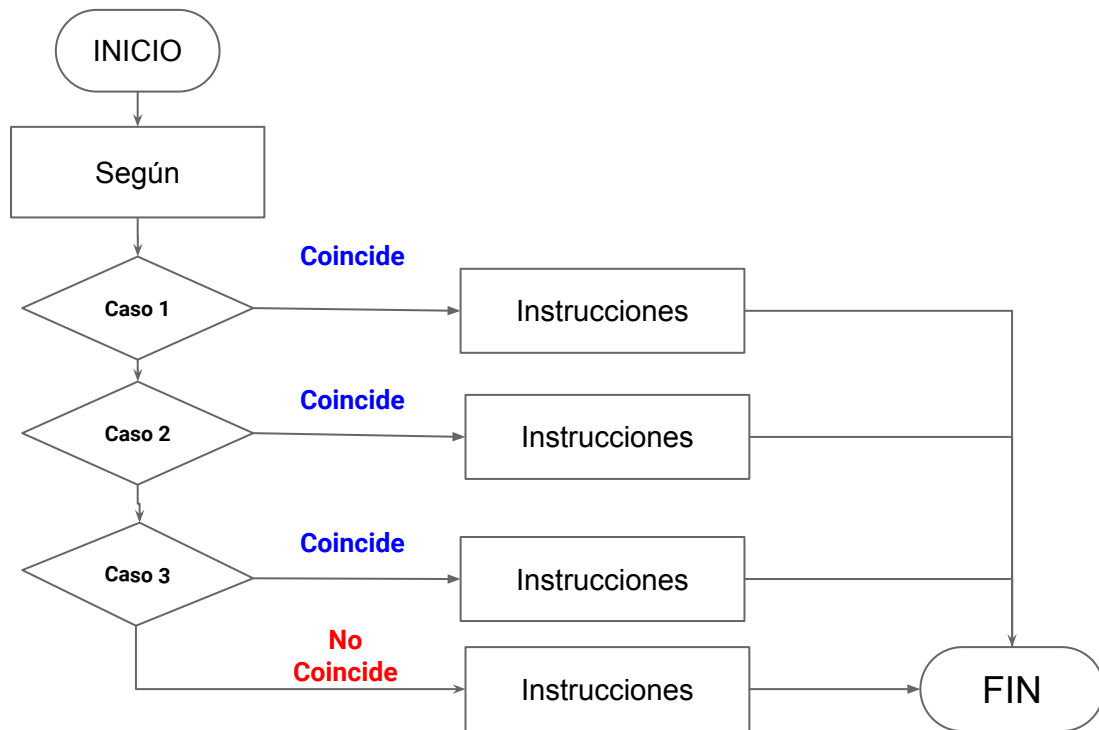 INICIO
Según
Coincide
Caso 1
Instrucciones
Coincide
Caso 2
Instrucciones
Coincide
Caso 3
Instrucciones
No
Coincide
Instrucciones
FIN